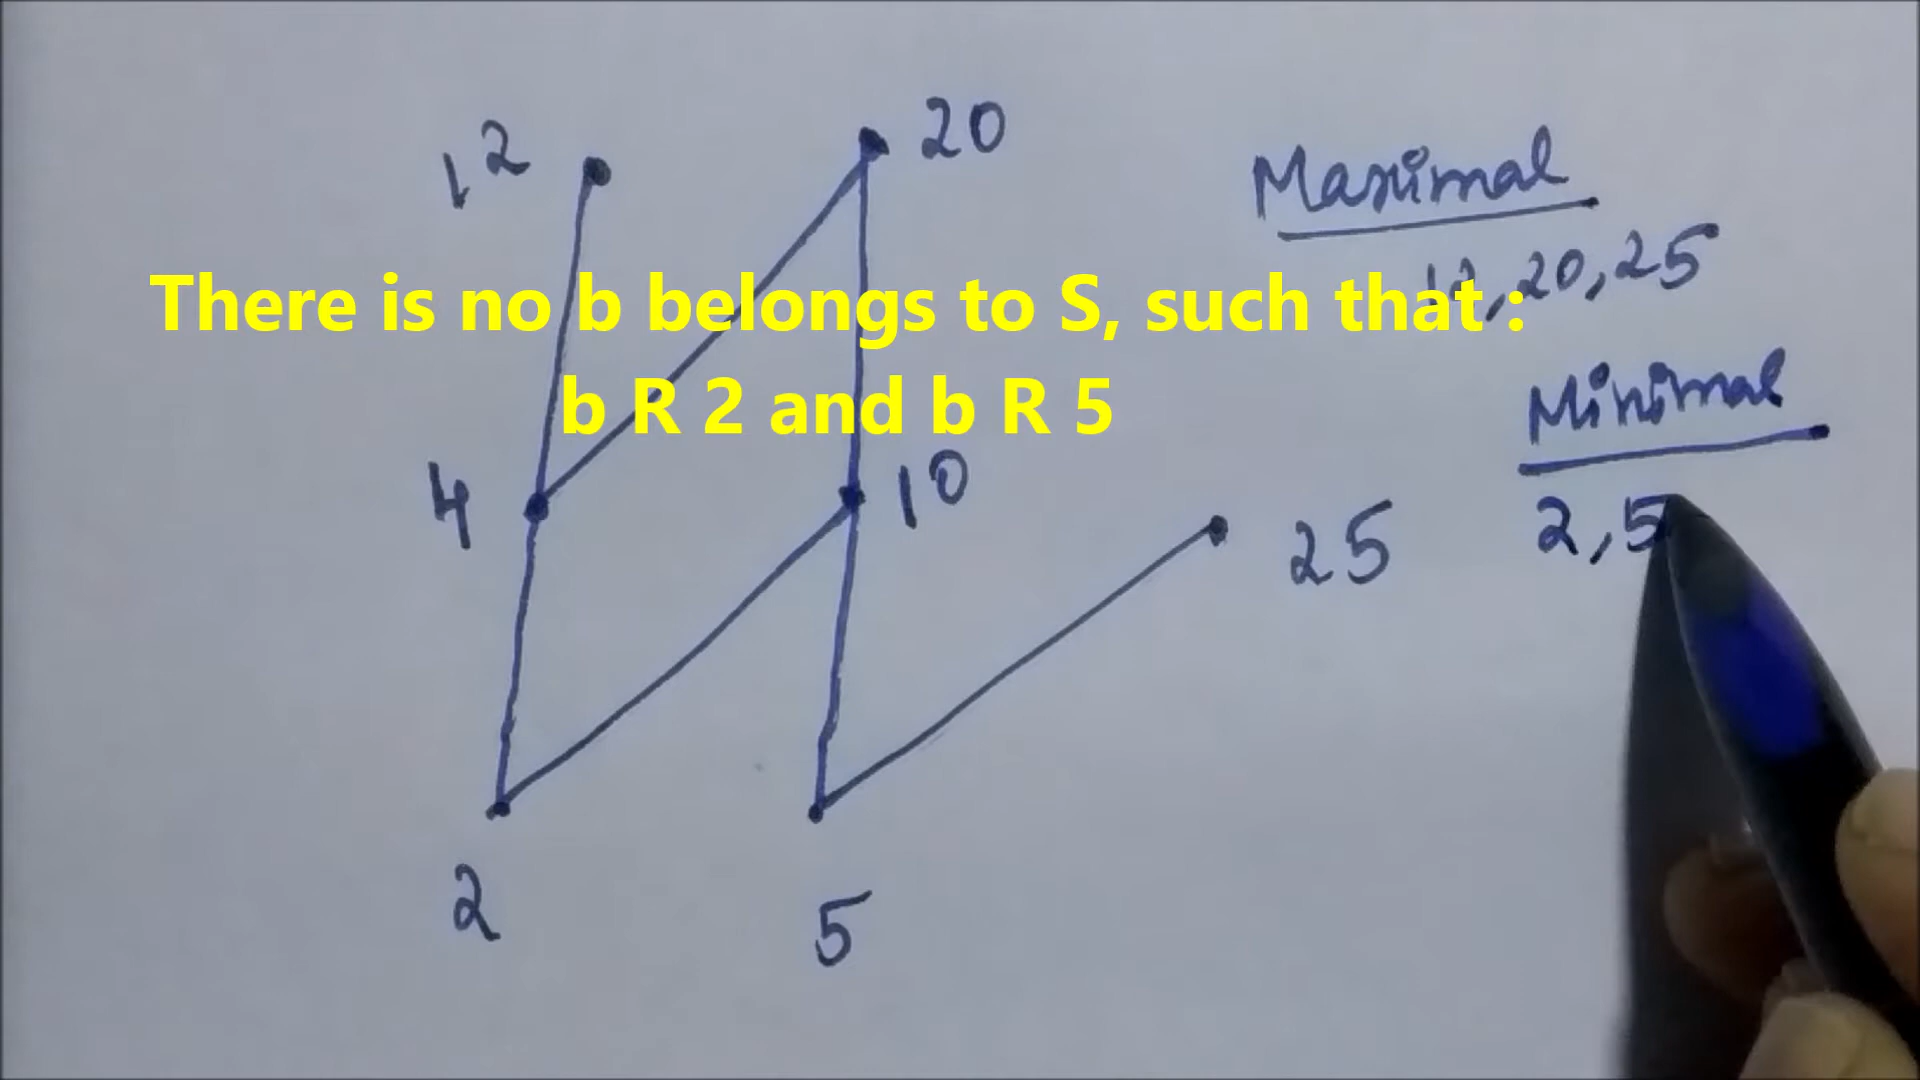 12
20
Maximal
12,20,25
There is no b belongs to S, such that :
b R 2 and b R 5
Minimal
4
10
25
2,5
2
5